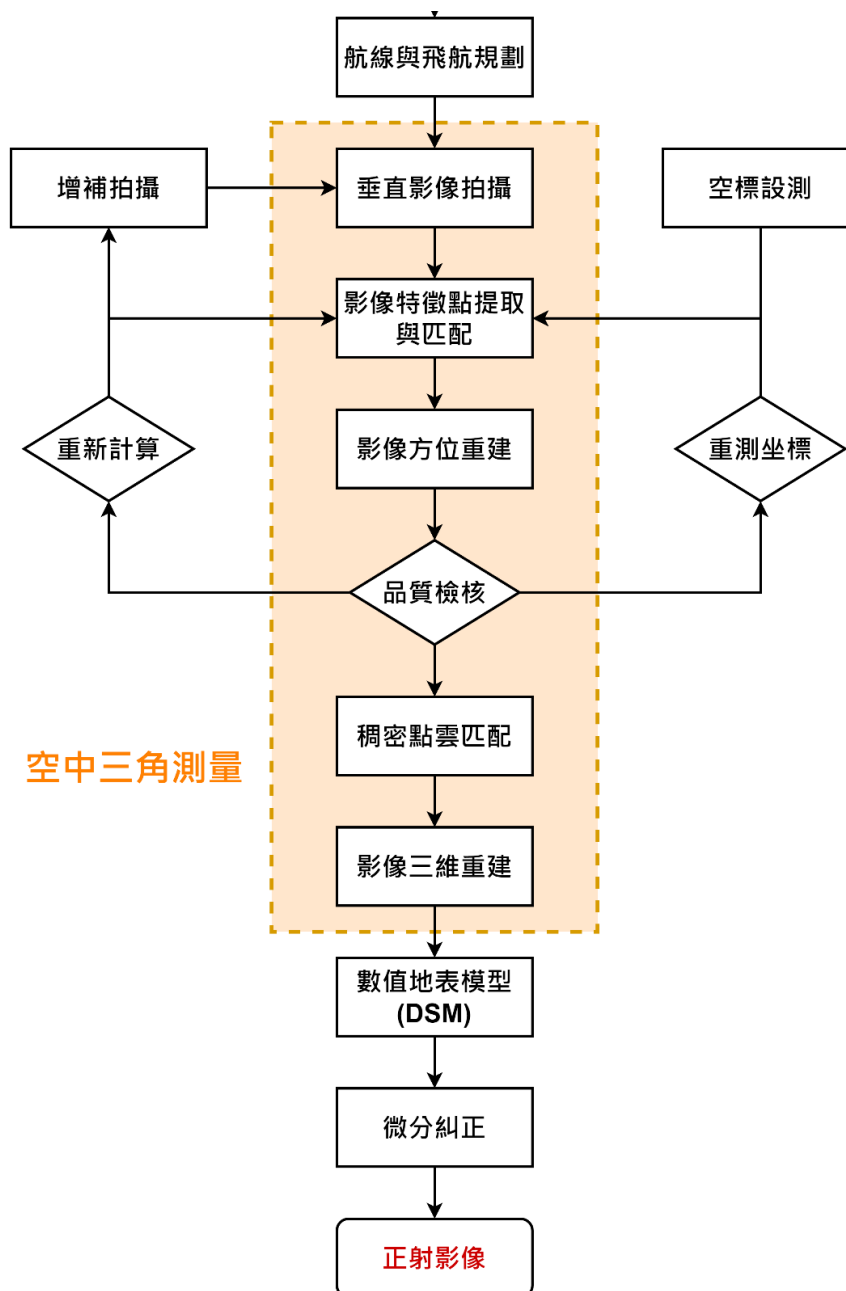 航線與飛航規劃
增補拍攝
垂直影像拍攝
空標設測
影像特徵點提取
與匹配
重新計算
影像方位重建
重測坐標
品質檢核
稠密點雲匹配
空中三角測量
影像三維重建
數值地表模型
(DSM)
微分糾正
正射影像